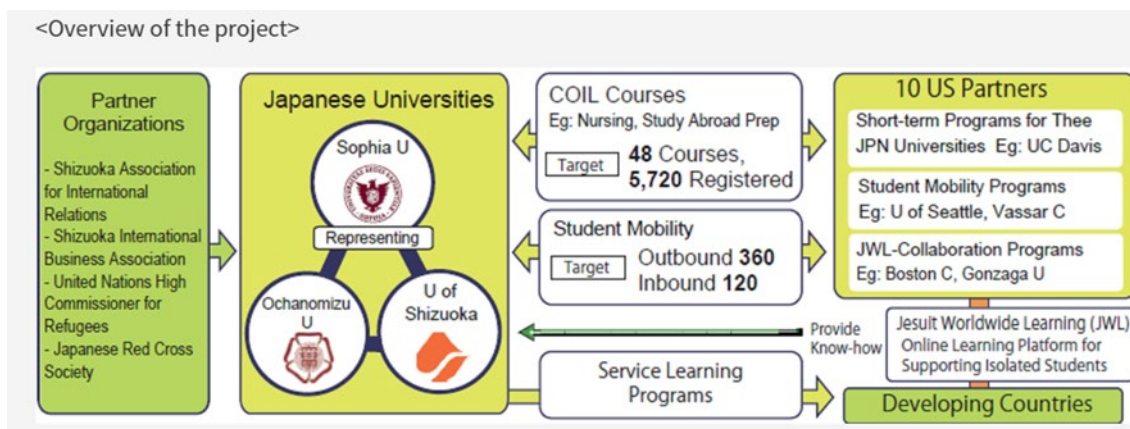 <Overview of the project>
Partner
Organizations
- Shizuoka Association
for International
Relations
- Shizuoka International
Business Association
- United Nations High
Commissioner for
Refugees
- Japanese Red Cross
Society
Japanese Universities
Sophia U
Representing
Ochanomizu
U
U of
Shizuoka
COIL Courses
Eg: Nursing, Study Abroad Prep
Target
48 Courses,
5,720 Registered
Student Mobility
Target
Outbound 360
Inbound 120
Provide
Know-how
Service Learning
Programs
10 US Partners
Short-term Programs for Thee
JPN Universities Eg: UC Davis
Student Mobility Programs
Eg: U of Seattle, Vassar C
JWL-Collaboration Programs
Eg: Boston C, Gonzaga U
Jesuit Worldwide Learning (JWL)
Online Learning Platform for
Supporting Isolated Students
Developing Countries